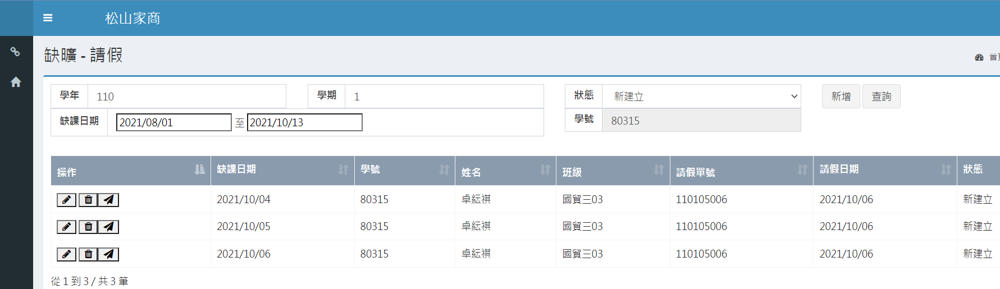 松山家商
缺曠 - 請假
學年 110 學期 1 狀態 新建立 新增 查詢
缺課日期 2021/08/01 至 2021/10/13 學號 80315
操作 缺課日期 學號 姓名 班級 請假單號 請假日期 狀態
2021/10/04 80315 卓紜祺 國貿三03 110105006 2021/10/06 新建立
2021/10/05 80315 卓紜祺 國貿三03 110105006 2021/10/06 新建立
2021/10/06 80315 卓紜祺 國貿三03 110105006 2021/10/06 新建立
從 1 到 3 / 共 3 筆